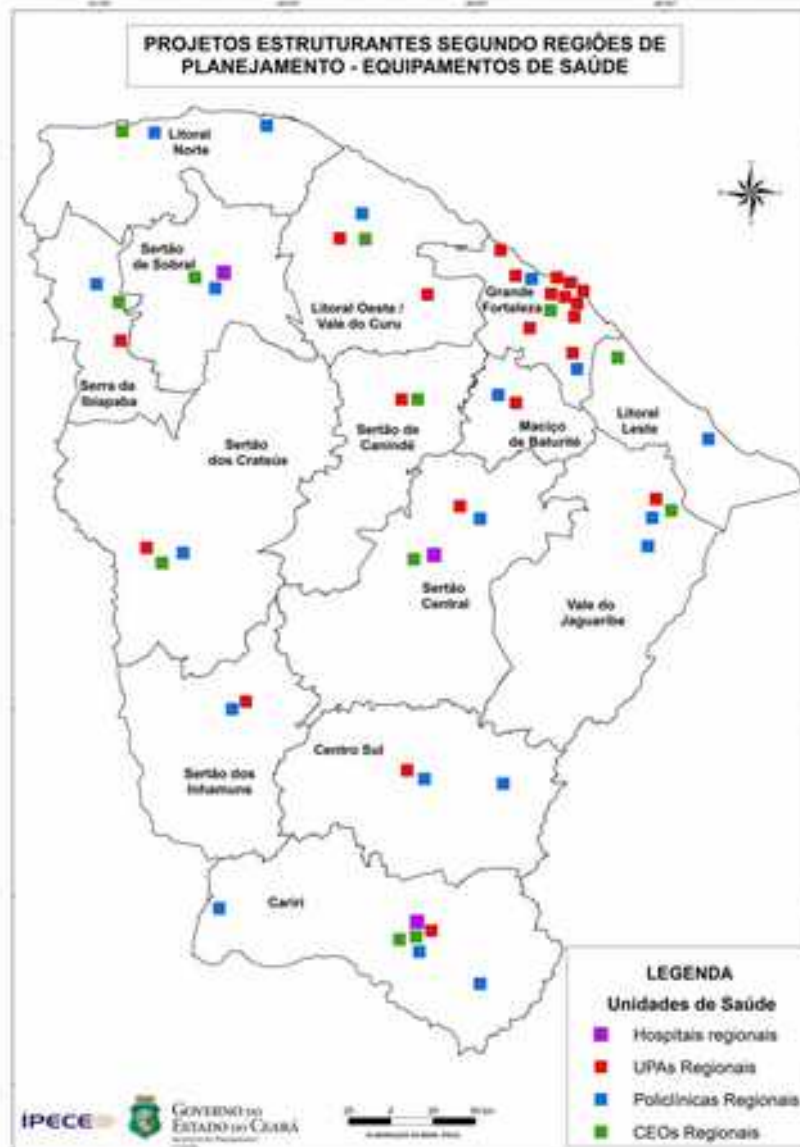 PROJETOS ESTRUTURANTES SEGUNDO REGIÕES DE
PLANEJAMENTO - EQUIPAMENTOS DE SAÚDE
Litoral
Norte
Sertão
de Sobral
Litoral Oeste /
Vale do Curu
Grande
Fortaleza
Serra da
Ibiapaba
Sertão de
Canindé
Maciço
de Baturité
Litoral
Leste
Sertão
dos Crateús
Sertão
Central
Vale do
Jaguaribe
Sertão dos
Inhamuns
Centro Sul
Cariri
LEGENDA
Unidades de Saúde
Hospitais regionais
UPAs Regionais
Policlínicas Regionais
CEOs Regionais
IPECE
GOVERNO DO
ESTADO DO CEARÁ